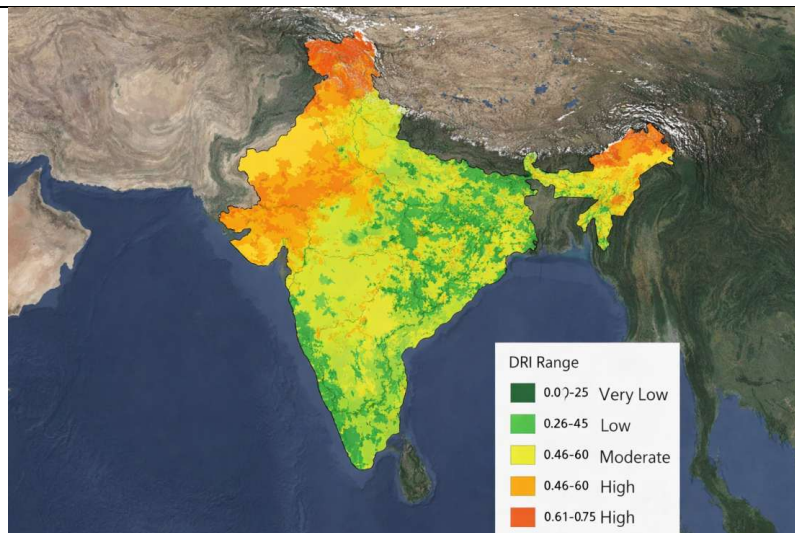 DRI Range
0.00-25 Very Low
0.26-45 Low
0.46-60 Moderate
0.46-60 High
0.61-0.75 High